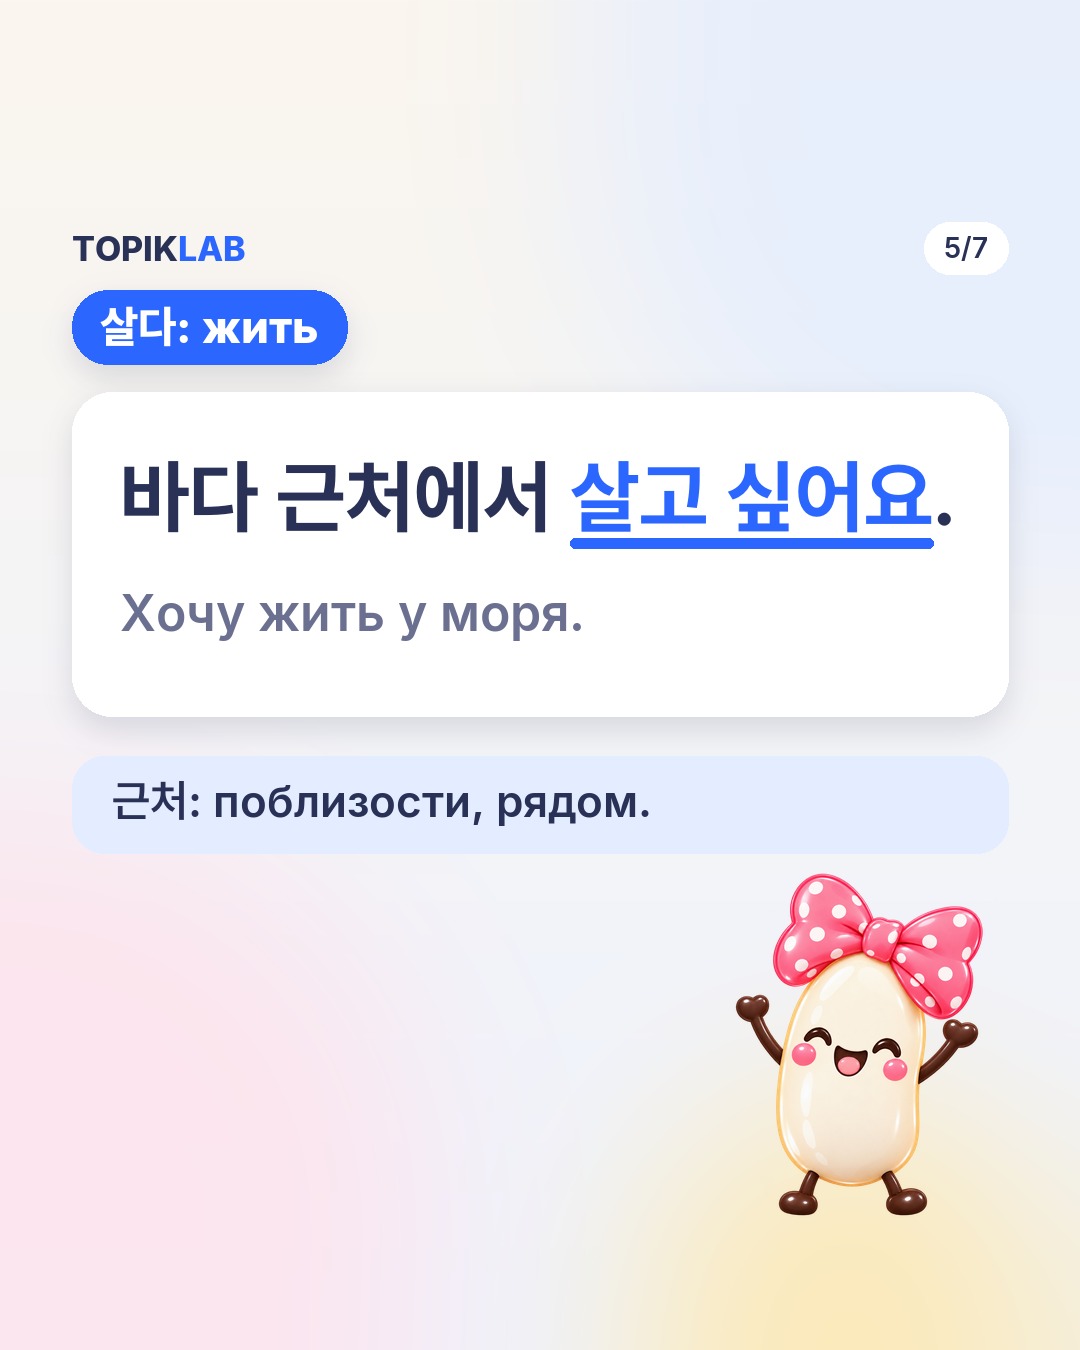 TOPIKLAB
5/7
살다: жить
바다 근처에서 살고 싶어요.
Хочу жить у моря.
근처: поблизости, рядом.